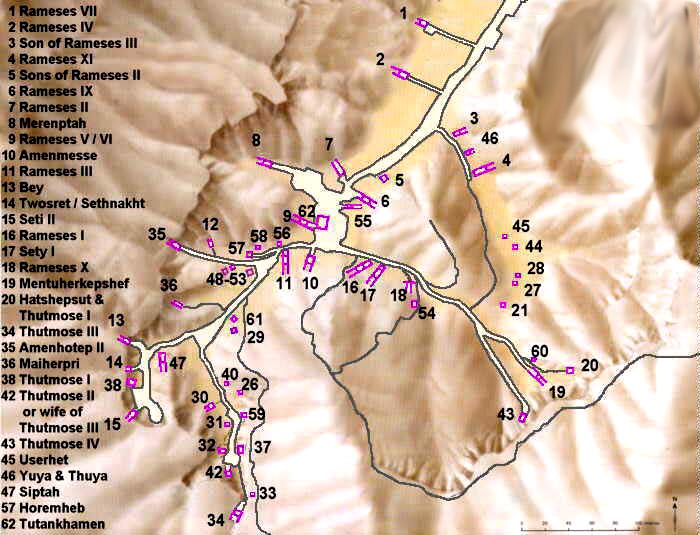 1 Rameses VII
2 Rameses IV
3 Son of Rameses III
4 Rameses XI
5 Sons of Rameses II
6 Rameses IX
7 Rameses II
8 Merenptah
9 Rameses V / VI
10 Amenmesse
11 Rameses III
13 Bey
14 Twosret / Sethnakht
15 Seti II
16 Rameses I
17 Sety I
18 Rameses X
19 Mentuherkepshef
20 Hatshepsut &
Thutmose I
34 Thutmose III
35 Amenhotep II
36 Maiherpri
38 Thutmose I
42 Thutmose II
or wife of
Thutmose III
43 Thutmose IV
45 Userhet
46 Yuya & Thuya
47 Siptah
57 Horemheb
62 Tutankhamen
1
2
3
46
4
8
7
5
6
9
62
55
12
58
56
35
57
48-53
11
10
16
17
18
54
36
45
44
28
27
21
61
29
13
14
47
38
15
60
20
19
43
40
26
30
59
31
32
37
42
33
34
N